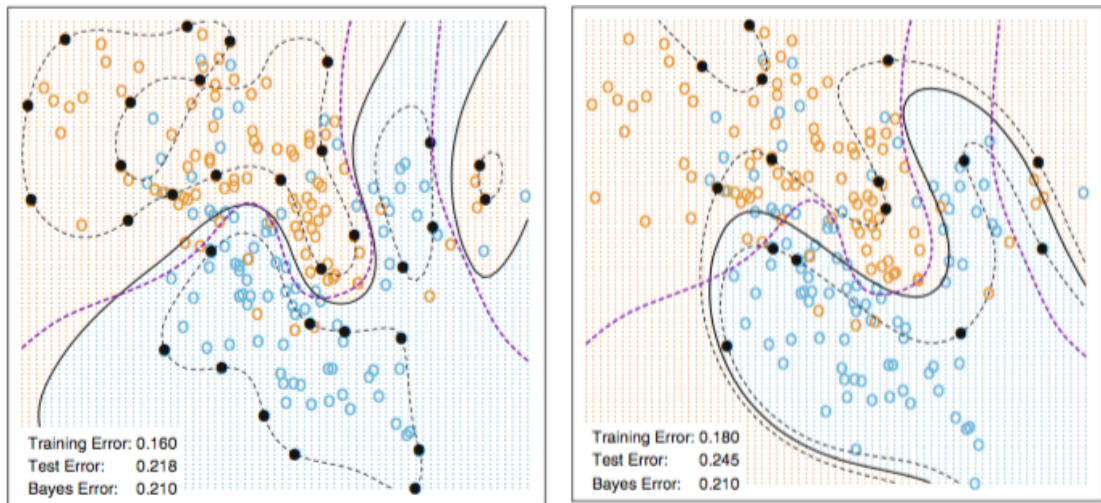 Training Error: 0.160
Test Error: 0.218
Bayes Error: 0.210
Training Error: 0.180
Test Error: 0.245
Bayes Error: 0.210